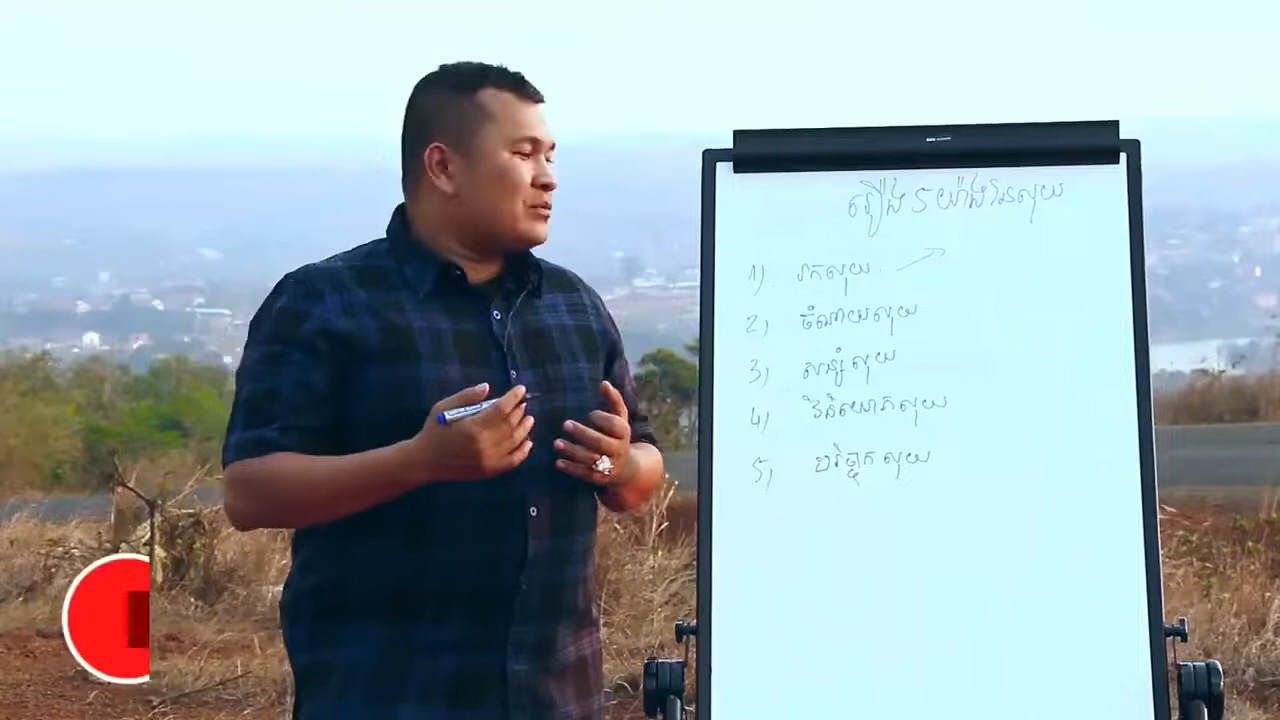 រឿង ៥ យ៉ាងនៃលុយ
1) រកលុយ
2) ចំណាយលុយ
3) សន្សំលុយ
4) វិនិយោគលុយ
5) បរិច្ចាកលុយ